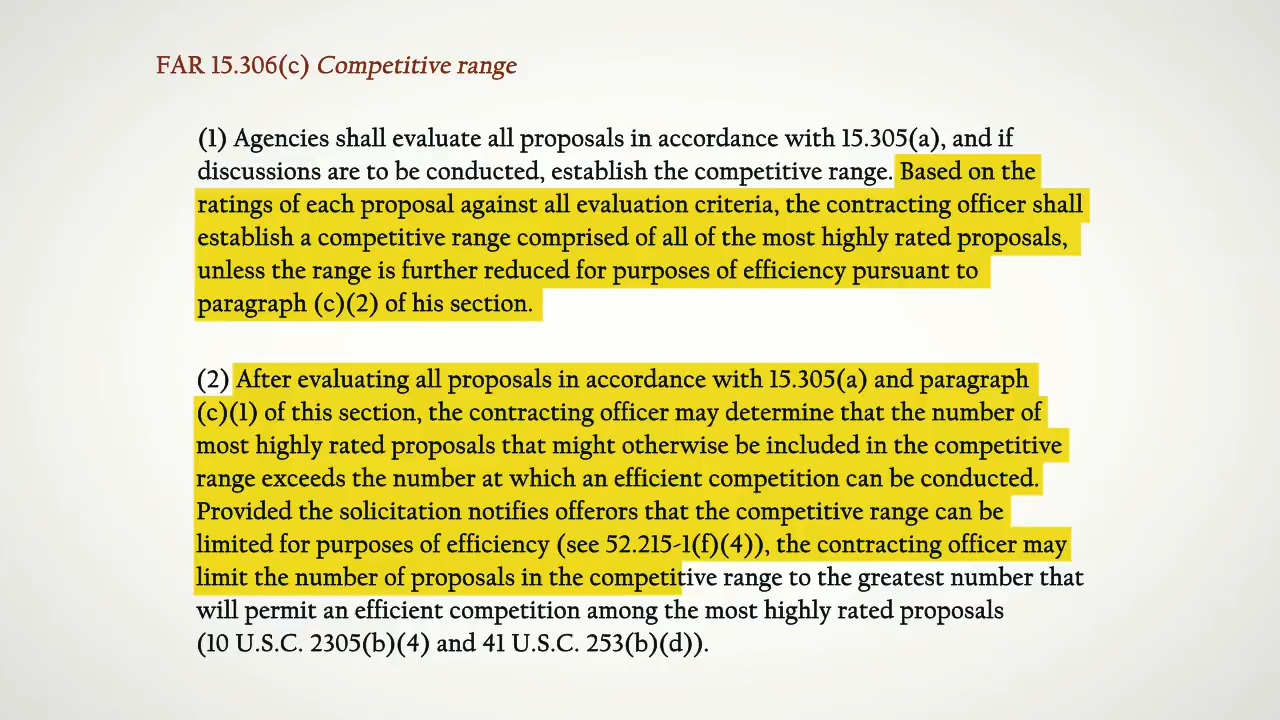 FAR 15.306(c) Competitive range
(1) Agencies shall evaluate all proposals in accordance with 15.305(a), and if
discussions are to be conducted, establish the competitive range. Based on the
ratings of each proposal against all evaluation criteria, the contracting officer shall
establish a competitive range comprised of all of the most highly rated proposals,
unless the range is further reduced for purposes of efficiency pursuant to
paragraph (c)(2) of his section.
(2) After evaluating all proposals in accordance with 15.305(a) and paragraph
(c)(1) of this section, the contracting officer may determine that the number of
most highly rated proposals that might otherwise be included in the competitive
range exceeds the number at which an efficient competition can be conducted.
Provided the solicitation notifies offerors that the competitive range can be
limited for purposes of efficiency (see 52.215-1(f)(4)), the contracting officer may
limit the number of proposals in the competitive range to the greatest number that
will permit an efficient competition among the most highly rated proposals
(10 U.S.C. 2305(b)(4) and 41 U.S.C. 253(b)(d)).